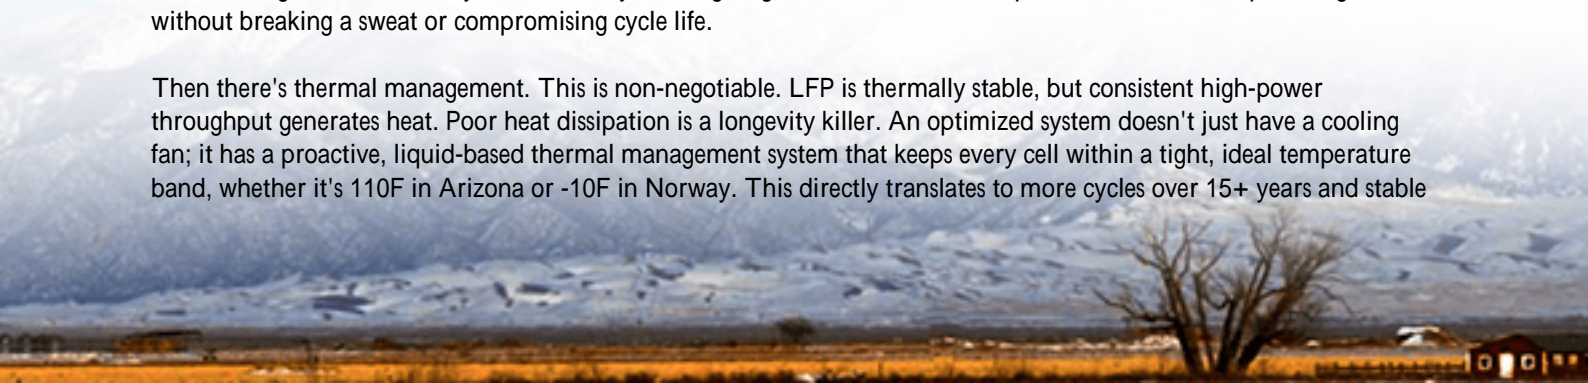 without breaking a sweat or compromising cycle life.
Then there's thermal management. This is non-negotiable. LFP is thermally stable, but consistent high-power
throughput generates heat. Poor heat dissipation is a longevity killer. An optimized system doesn't just have a cooling
fan; it has a proactive, liquid-based thermal management system that keeps every cell within a tight, ideal temperature
band, whether it's 110F in Arizona or -10F in Norway. This directly translates to more cycles over 15+ years and stable